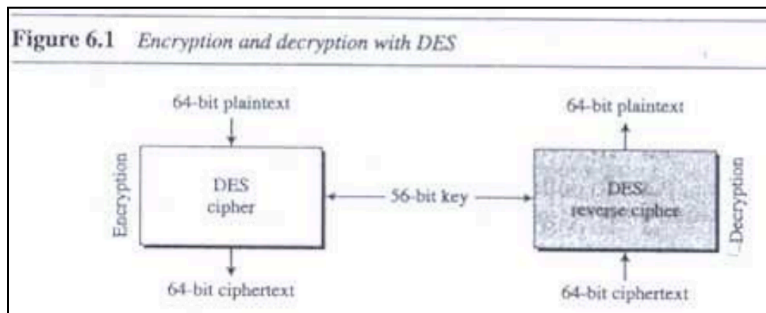 Figure 6.1 Encryption and decryption with DES
64-bit plaintext
64-bit plaintext
Encryption
DES
cipher
56-bit key
DES
reverse cipher
Decryption
64-bit ciphertext
64-bit ciphertext